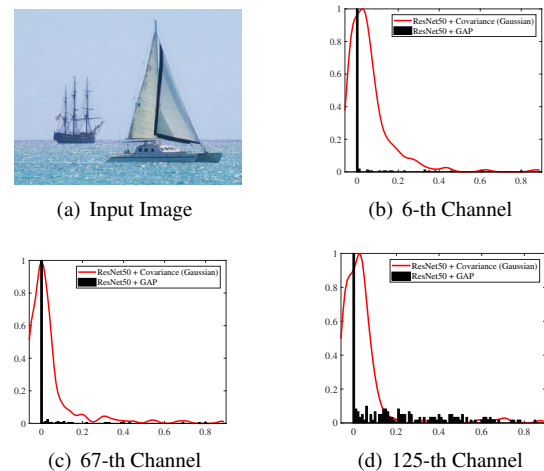 ResNet50 + Covariance (Gaussian)
ResNet50 + GAP
1
0.8
0.6
0.4
0.2
0
0 0.2 0.4 0.6 0.8
(a) Input Image
(b) 6-th Channel
ResNet50 + Covariance (Gaussian)
ResNet50 + GAP
1
0.8
0.6
0.4
0.2
0
0 0.2 0.4 0.6 0.8
(c) 67-th Channel
ResNet50 + Covariance (Gaussian)
ResNet50 + GAP
1
0.8
0.6
0.4
0.2
0
0 0.2 0.4 0.6 0.8
(d) 125-th Channel